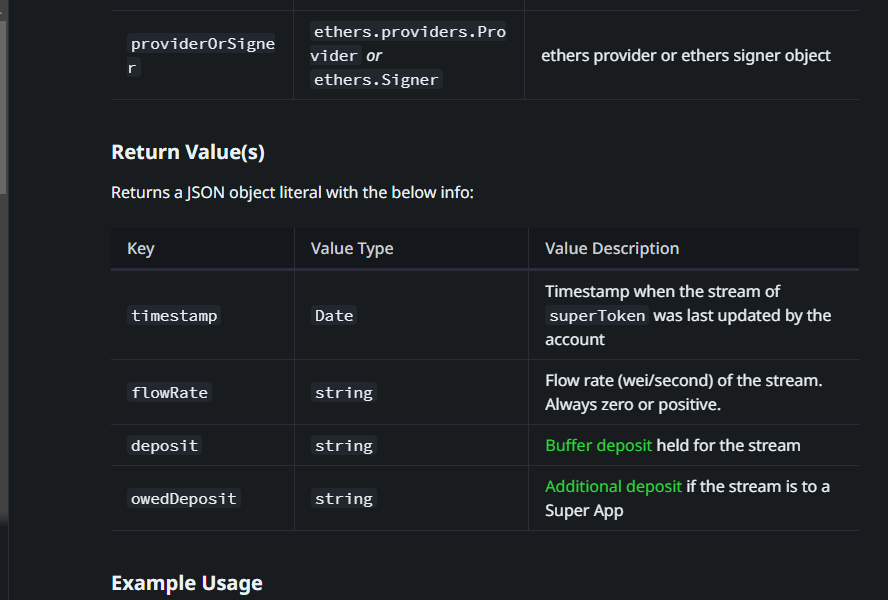 providerOrSigne
r
ethers.providers.Pro
vider or
ethers.Signer
ethers provider or ethers signer object
Return Value(s)
Returns a JSON object literal with the below info:
Key
Value Type
Value Description
timestamp
Date
Timestamp when the stream of
superToken was last updated by the
account
flowRate
string
Flow rate (wei/second) of the stream.
Always zero or positive.
deposit
string
Buffer deposit held for the stream
owedDeposit
string
Additional deposit if the stream is to a
Super App
Example Usage